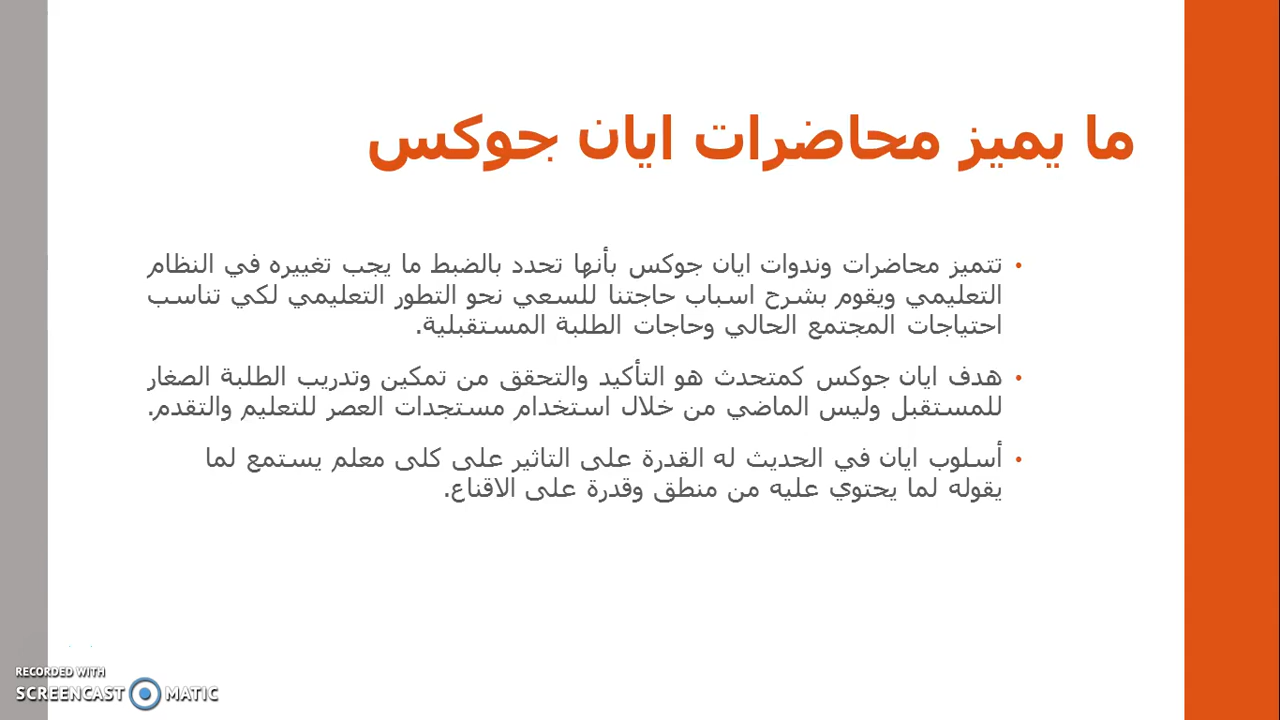 ما يميز محاضرات ايان جوكس
• تتميز محاضرات وندوات ايان جوكس بأنها تحدد بالضبط ما يجب تغييره في النظام
التعليمي ويقوم بشرح اسباب حاجتنا للسعي نحو التطور التعليمي لكي تناسب
احتياجات المجتمع الحالي وحاجات الطلبة المستقبلية.
• هدف ايان جوكس كمتحدث هو التأكيد والتحقق من تمكين وتدريب الطلبة الصغار
للمستقبل وليس الماضي من خلال استخدام مستجدات العصر للتعليم والتقدم.
• أسلوب ايان في الحديث له القدرة على التاثير على كلى معلم يستمع لما
يقوله لما يحتوي عليه من منطق وقدرة على الاقناع.
RECORDED WITH
SCREENCAST MATIC